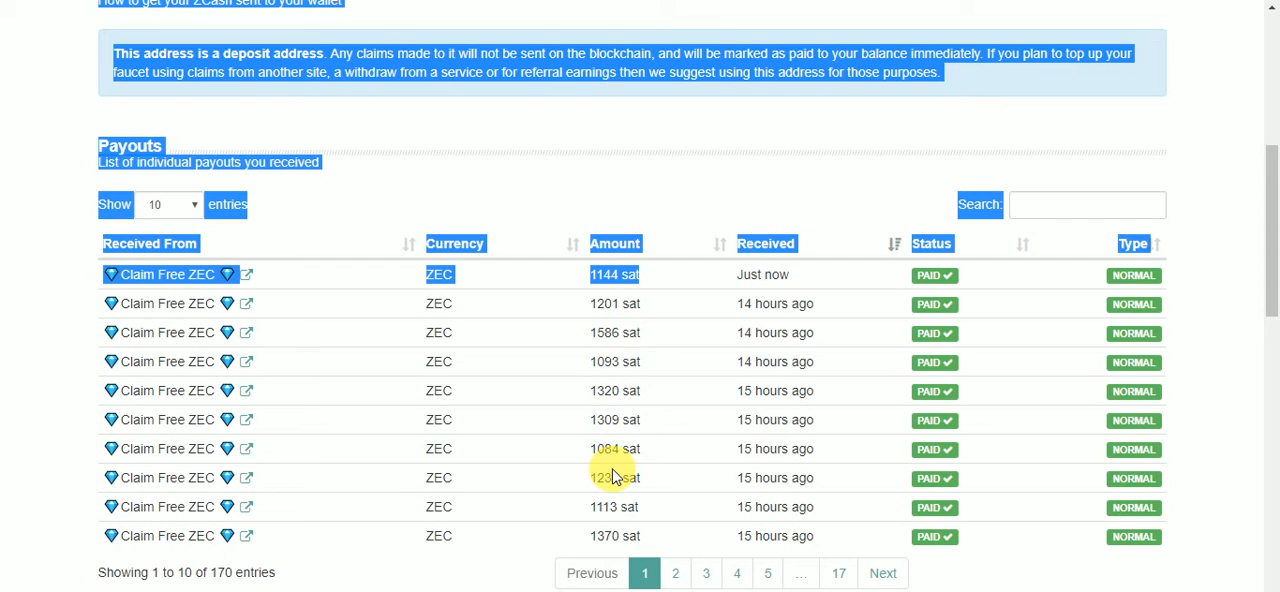 How to get your ZCash sent to your wallet
This address is a deposit address. Any claims made to it will not be sent on the blockchain, and will be marked as paid to your balance immediately. If you plan to top up your
faucet using claims from another site, a withdraw from a service or for referral earnings then we suggest using this address for those purposes.
Payouts
List of individual payouts you received
Show 10 entries Search:
Received From Currency Amount Received Status Type
Claim Free ZEC ZEC 1144 sat Just now PAID NORMAL
Claim Free ZEC ZEC 1201 sat 14 hours ago PAID NORMAL
Claim Free ZEC ZEC 1586 sat 14 hours ago PAID NORMAL
Claim Free ZEC ZEC 1093 sat 14 hours ago PAID NORMAL
Claim Free ZEC ZEC 1320 sat 15 hours ago PAID NORMAL
Claim Free ZEC ZEC 1309 sat 15 hours ago PAID NORMAL
Claim Free ZEC ZEC 1084 sat 15 hours ago PAID NORMAL
Claim Free ZEC ZEC sat 15 hours ago PAID NORMAL
Claim Free ZEC ZEC 1113 sat 15 hours ago PAID NORMAL
Claim Free ZEC ZEC 1370 sat 15 hours ago PAID NORMAL
Showing 1 to 10 of 170 entries Previous 1 2 3 4 5 ... 17 Next